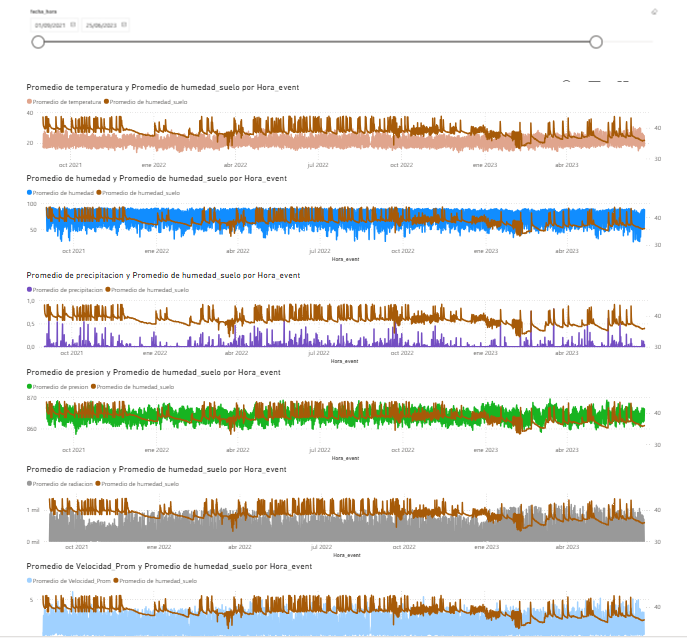 fecha_hora
01/09/2021 25/06/2023
Promedio de temperatura y Promedio de humedad_suelo por Hora_event
Promedio de temperatura Promedio de humedad_suelo
40
20
40
30
oct 2021 ene 2022 abr 2022 jul 2022 oct 2022 ene 2023 abr 2023
Promedio de humedad y Promedio de humedad_suelo por Hora_event
Promedio de humedad Promedio de humedad_suelo
100
50
40
30
oct 2021 ene 2022 abr 2022 jul 2022 oct 2022 ene 2023 abr 2023
Hora_event
Promedio de precipitacion y Promedio de humedad_suelo por Hora_event
Promedio de precipitacion Promedio de humedad_suelo
1,0
0,5
0,0
40
30
oct 2021 ene 2022 abr 2022 jul 2022 oct 2022 ene 2023 abr 2023
Hora_event
Promedio de presion y Promedio de humedad_suelo por Hora_event
Promedio de presion Promedio de humedad_suelo
870
860
40
30
oct 2021 ene 2022 abr 2022 jul 2022 oct 2022 ene 2023 abr 2023
Hora_event
Promedio de radiacion y Promedio de humedad_suelo por Hora_event
Promedio de radiacion Promedio de humedad_suelo
1 mil
0 mil
40
30
oct 2021 ene 2022 abr 2022 jul 2022 oct 2022 ene 2023 abr 2023
Hora_event
Promedio de Velocidad_Prom y Promedio de humedad_suelo por Hora_event
Promedio de Velocidad_Prom Promedio de humedad_suelo
5
40